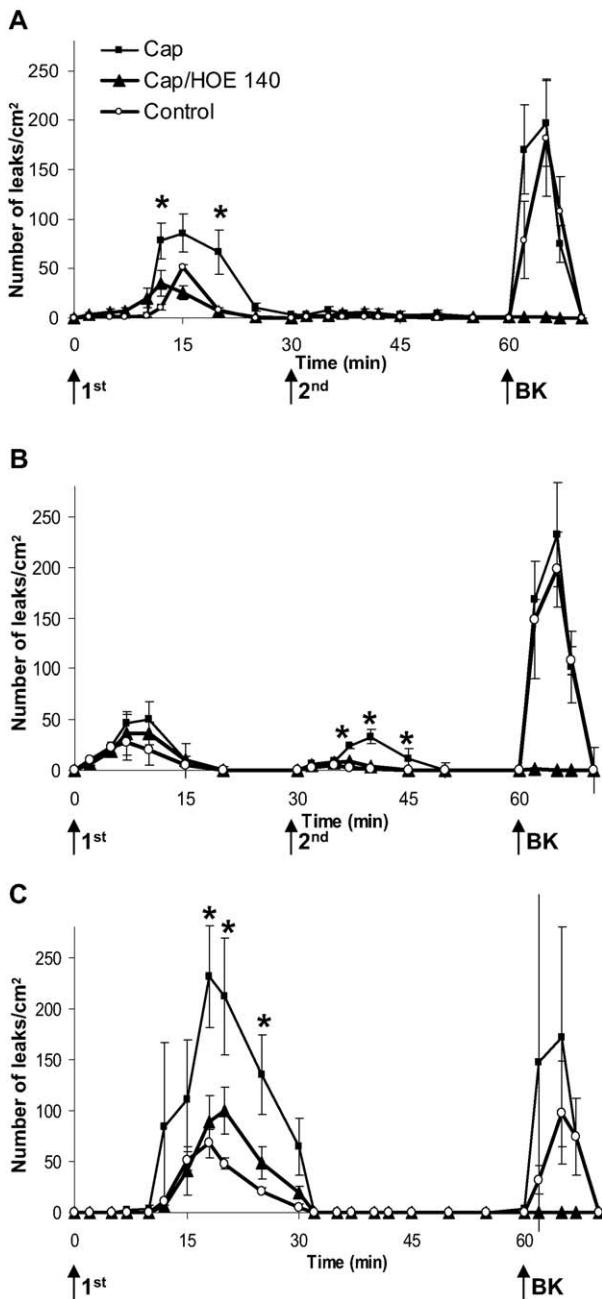 A
Cap
Cap/HOE 140
Control
Number of leaks/cm²
250
200
150
100
50
0
* *
0 15 30 45 60
Time (min)
1st 2nd BK
B
Number of leaks/cm²
250
200
150
100
50
0
* * *
0 15 30 45 60
Time (min)
1st 2nd BK
C
Number of leaks/cm²
250
200
150
100
50
0
* * *
0 15 30 45 60
Time (min)
1st BK